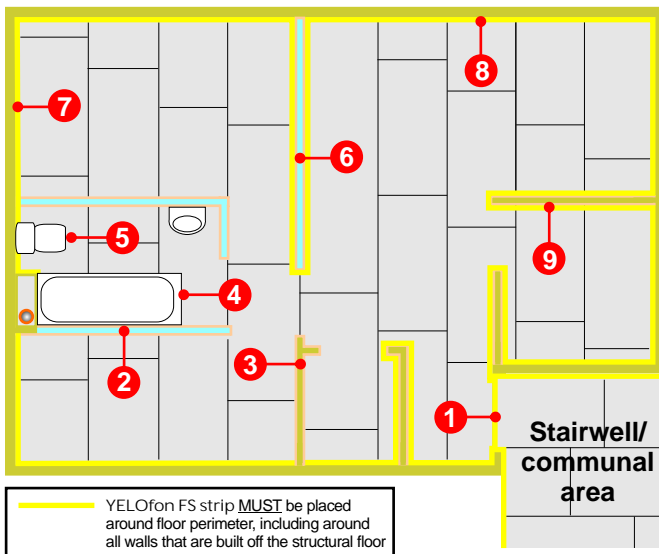 8
7
6
5
9
4
3
2
1
Stairwell/
communal
area
YELOfon FS strip MUST be placed
around floor perimeter, including around
all walls that are built off the structural floor